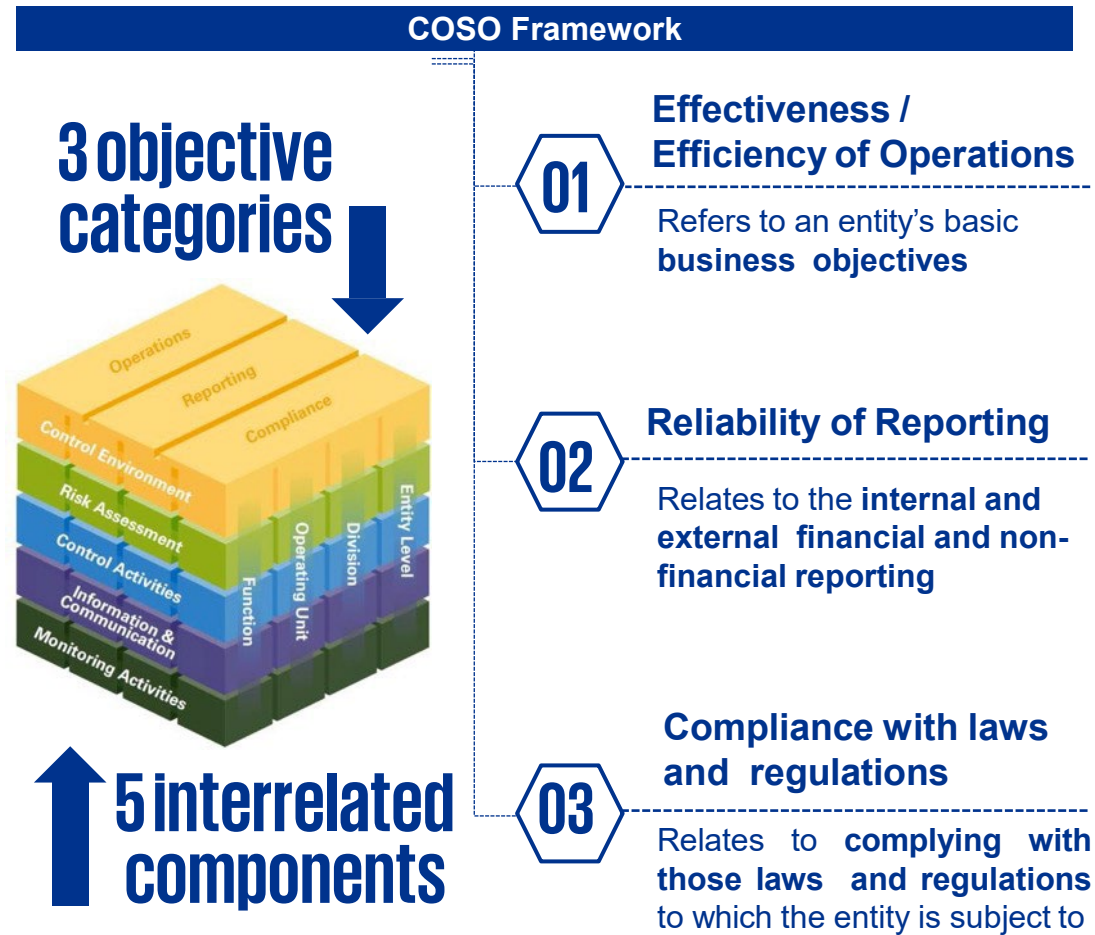 COSO Framework
3 objective
categories
Operations
Reporting
Compliance
Control Environment
Risk Assessment
Control Activities
Information &
Communication
Monitoring Activities
Function
Operating Unit
Division
Entity Level
5 interrelated
components
01
Effectiveness /
Efficiency of Operations
Refers to an entity’s basic
business objectives
02
Reliability of Reporting
Relates to the internal and
external financial and non-
financial reporting
03
Compliance with laws
and regulations
Relates to complying with
those laws and regulations
to which the entity is subject to